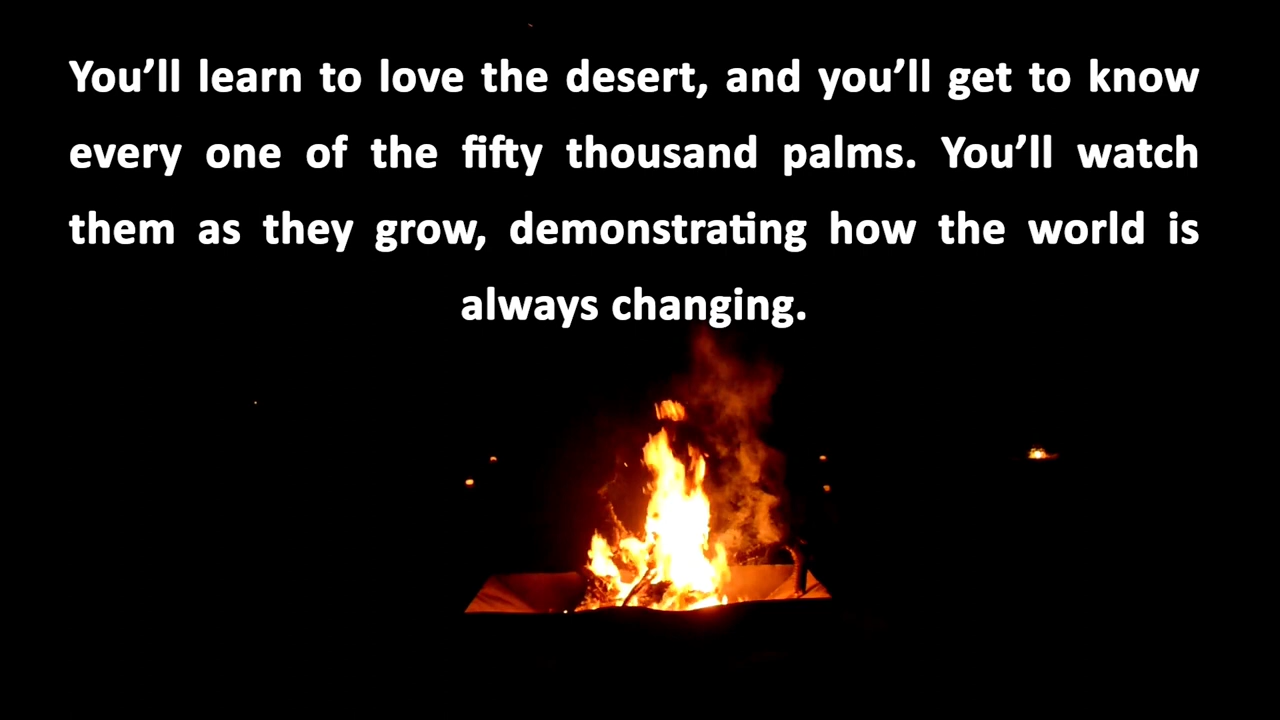 You’ll learn to love the desert, and you’ll get to know
every one of the fifty thousand palms. You’ll watch
them as they grow, demonstrating how the world is
always changing.